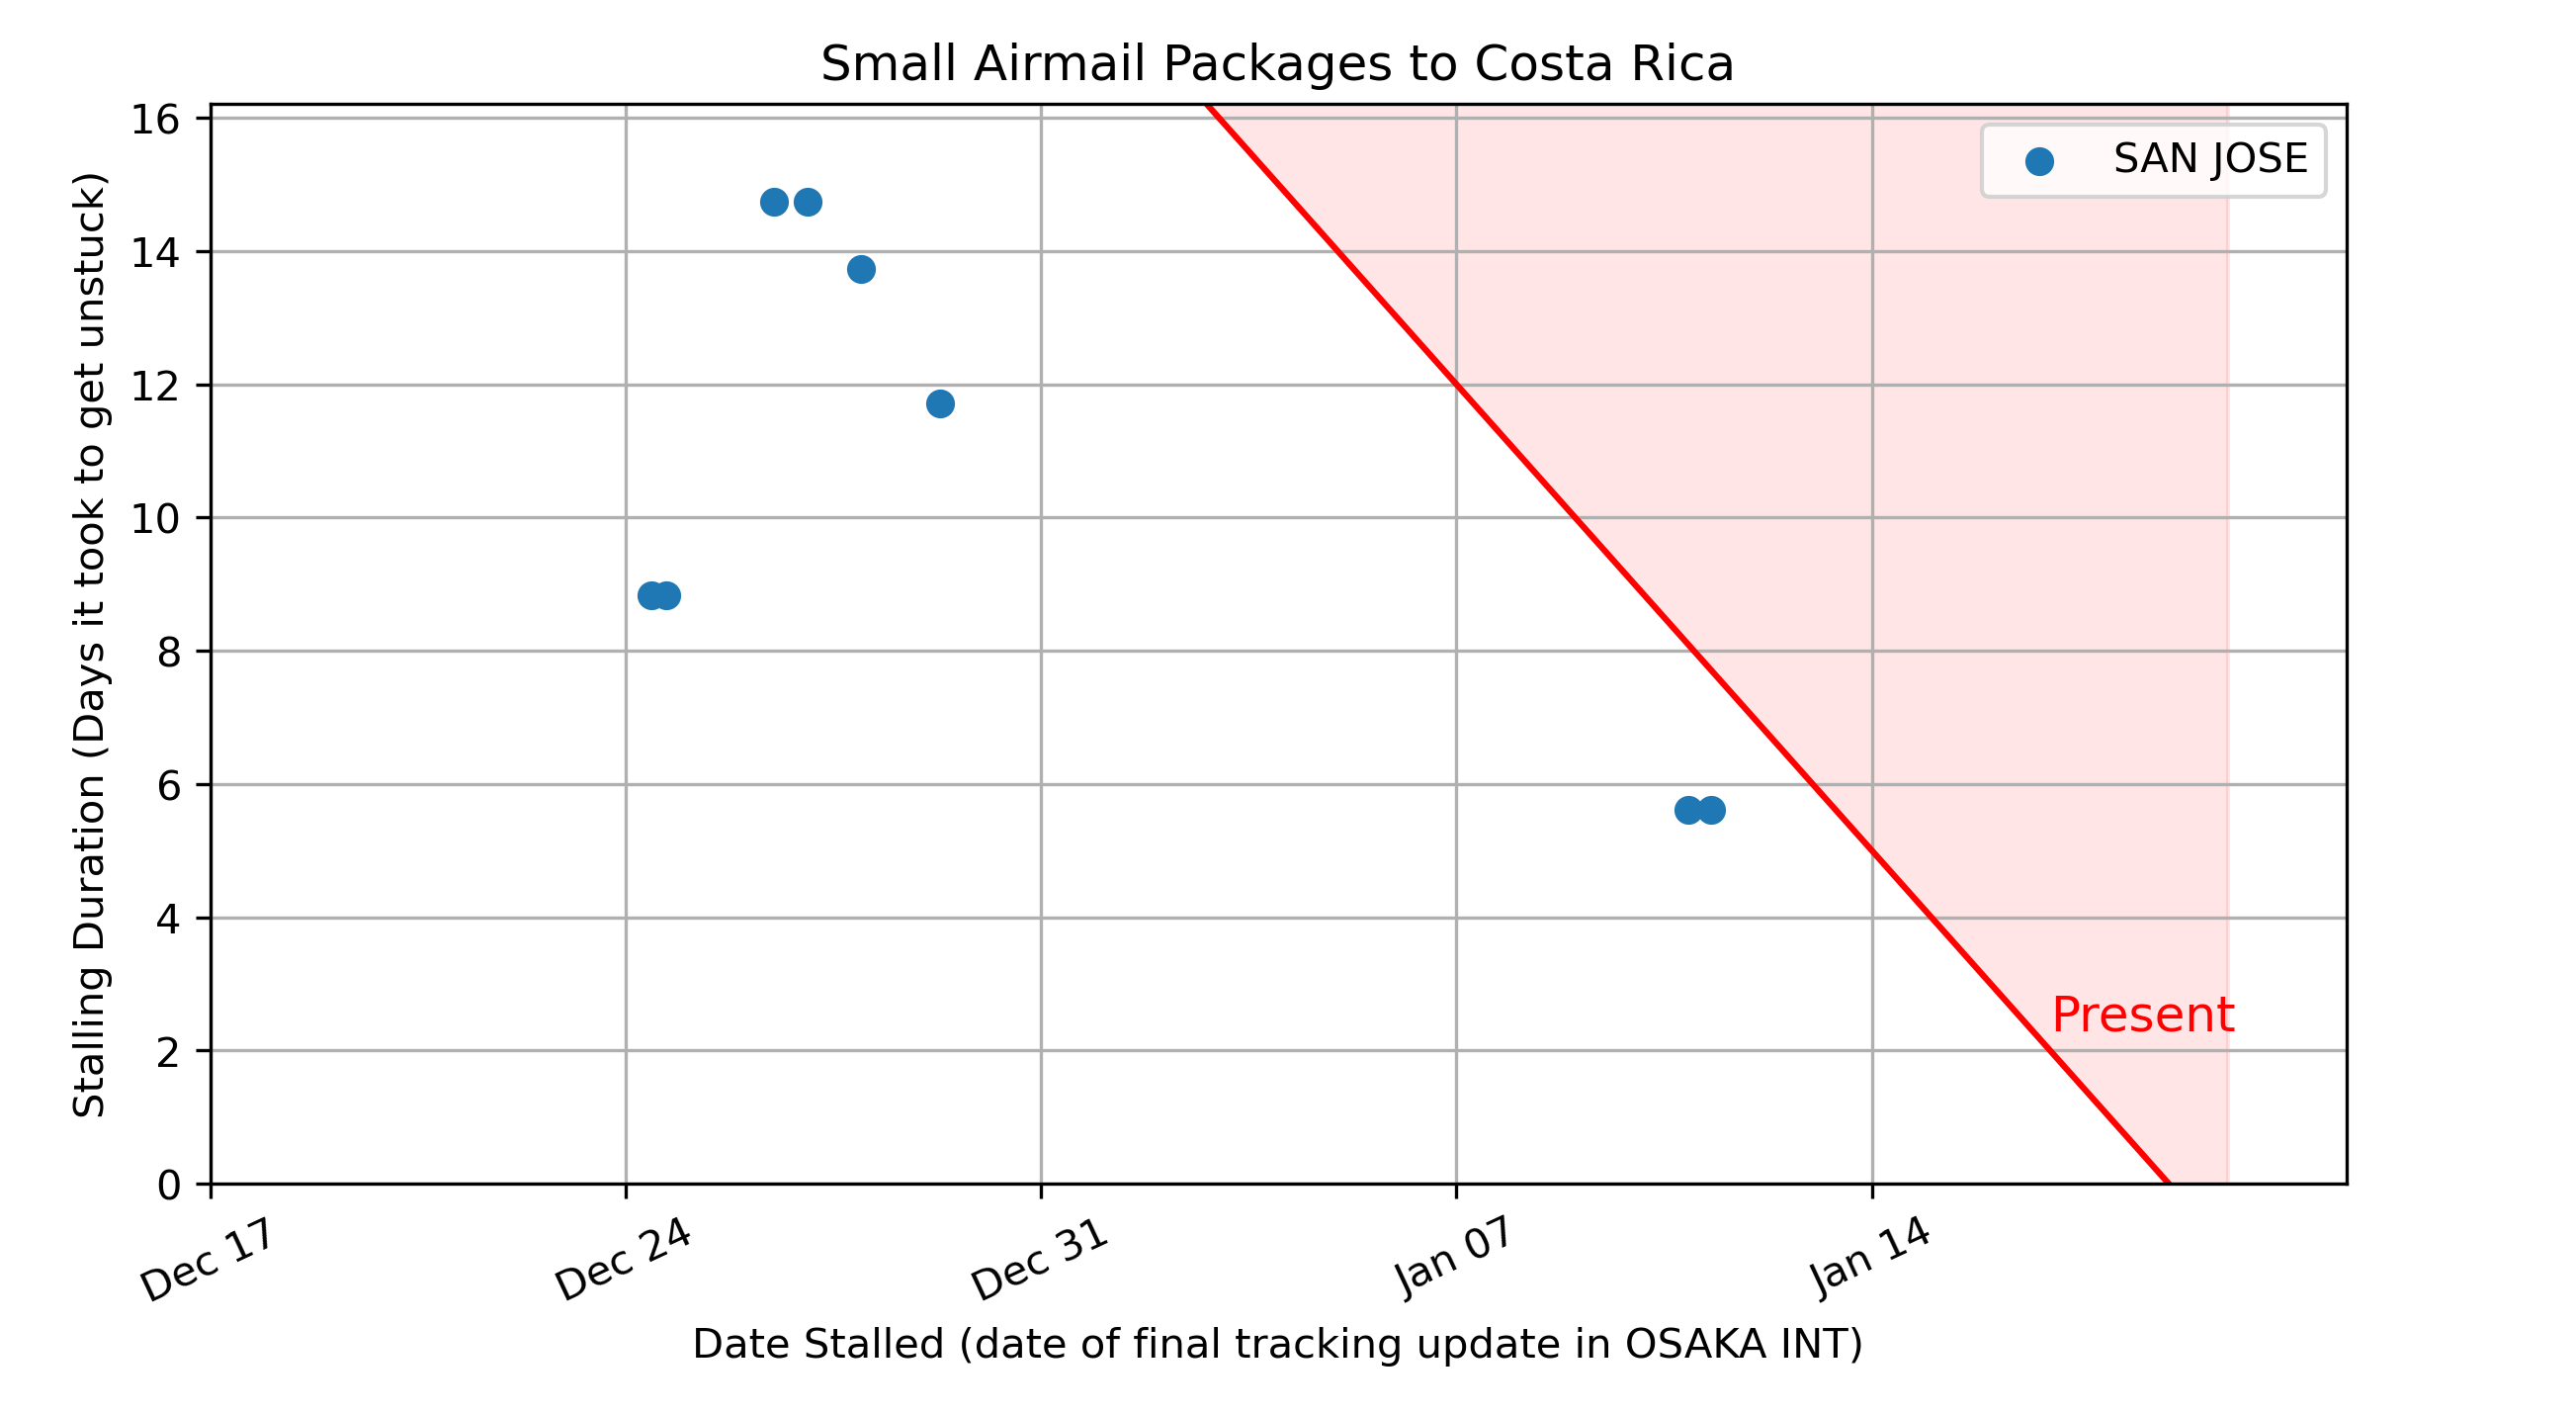 Small Airmail Packages to Costa Rica
SAN JOSE
Stalling Duration (Days it took to get unstuck)
16
14
12
10
8
6
4
2
0
Present
Dec 17
Dec 24
Dec 31
Jan 07
Jan 14
Date Stalled (date of final tracking update in OSAKA INT)